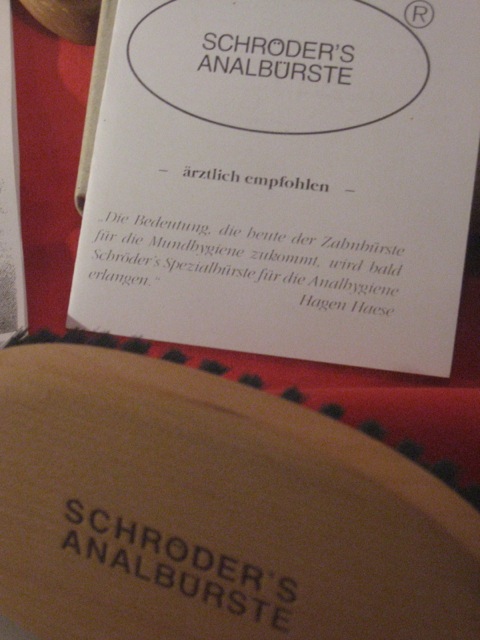 ®
SCHRÖDER'S
ANALBÜRSTE
– ärztlich empfohlen –
„Die Bedeutung, die heute der Zahnbürste
für die Mundhygiene zukommt, wird bald
Schröder's Spezialbürste für die Analhygiene
erlangen."
Hagen Haese
SCHRÖDER'S
ANALBÜRSTE